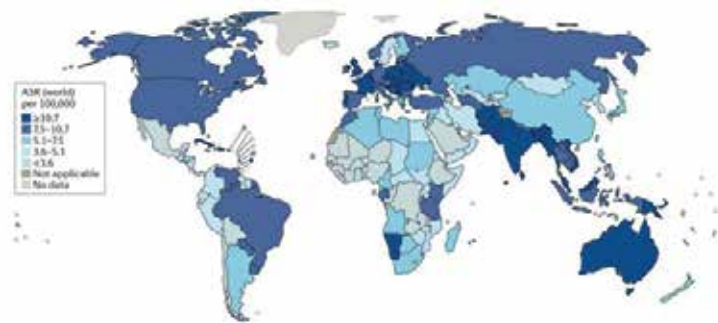 ASR (world)
per 100,000
≥10.7
7.5–10.7
5.1–7.5
3.6–5.1
<3.6
Not applicable
No data